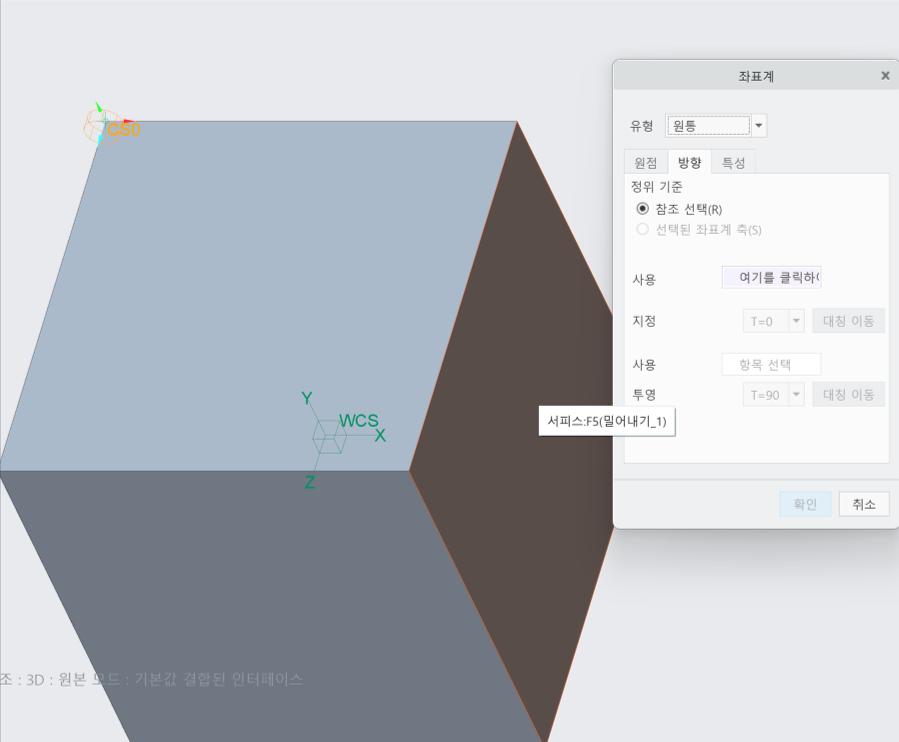 좌표계
유형 원통
원점 방향 특성
정위 기준
참조 선택(R)
선택된 좌표계 축(S)
사용 여기를 클릭하
지정 T=0 대칭 이동
사용 항목 선택
투영 T=90 대칭 이동
확인 취소
CS0
Y
WCS
X
Z
서피스:F5(밀어내기_1)
조 : 3D : 원본 모드 : 기본값 결합된 인터페이스